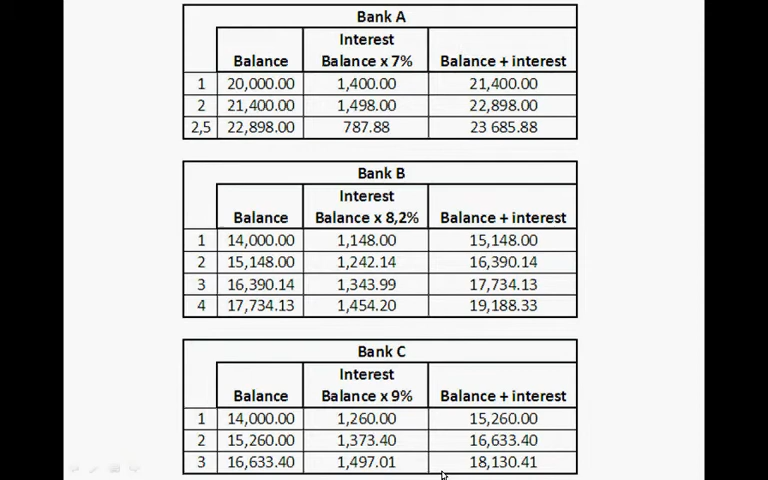 Bank A
Interest
Balance Balance x 7% Balance + interest
1 20,000.00 1,400.00 21,400.00
2 21,400.00 1,498.00 22,898.00
2,5 22,898.00 787.88 23 685.88
Bank B
Interest
Balance Balance x 8,2% Balance + interest
1 14,000.00 1,148.00 15,148.00
2 15,148.00 1,242.14 16,390.14
3 16,390.14 1,343.99 17,734.13
4 17,734.13 1,454.20 19,188.33
Bank C
Interest
Balance Balance x 9% Balance + interest
1 14,000.00 1,260.00 15,260.00
2 15,260.00 1,373.40 16,633.40
3 16,633.40 1,497.01 18,130.41